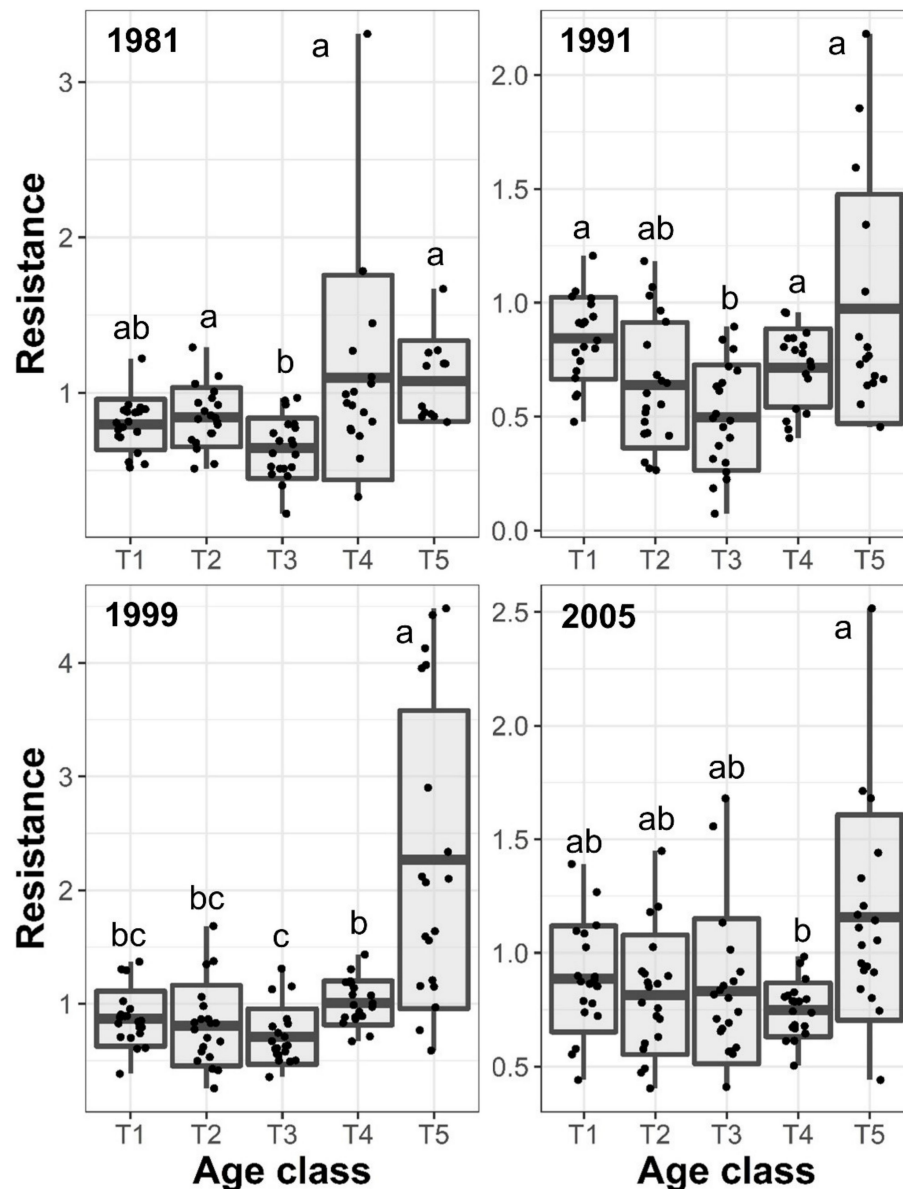 1981
a
3
2
1
Resistance
ab
a
b
a
T1 T2 T3 T4 T5
1991
a
2.0
1.5
1.0
0.5
0.0
a
ab
b
a
T1 T2 T3 T4 T5
1999
a
4
3
2
1
Resistance
bc
bc
c
b
T1 T2 T3 T4 T5
Age class
2005
a
2.5
2.0
1.5
1.0
0.5
ab
ab
ab
b
T1 T2 T3 T4 T5
Age class